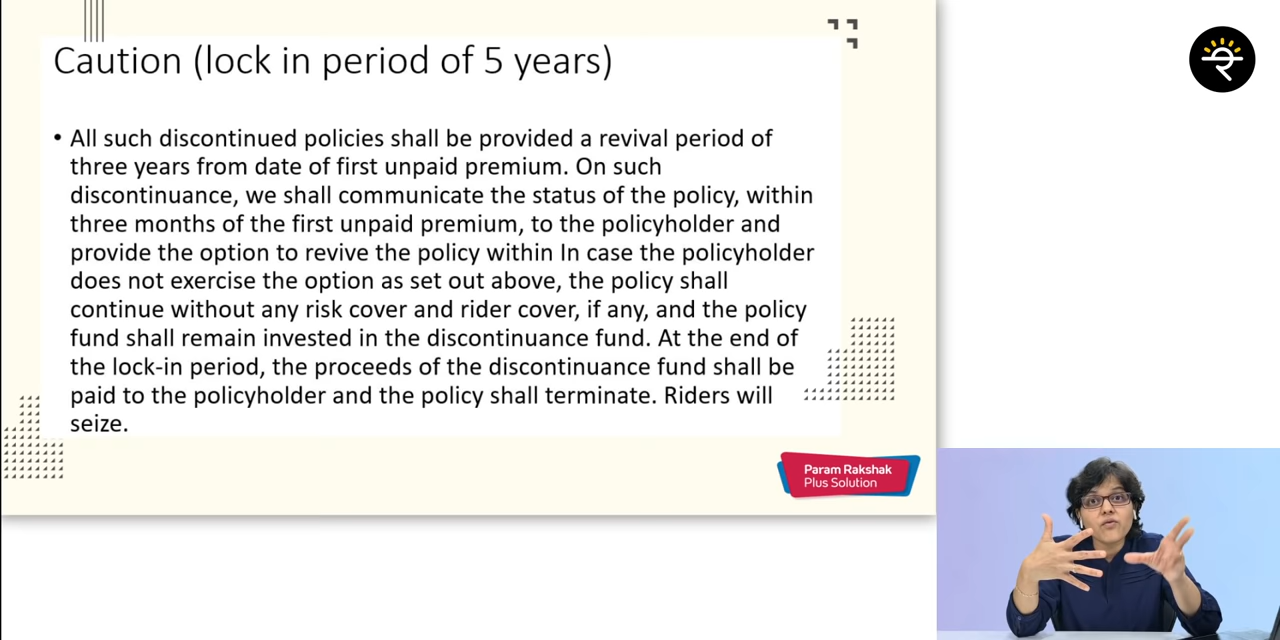 Caution (lock in period of 5 years)
• All such discontinued policies shall be provided a revival period of
three years from date of first unpaid premium. On such
discontinuance, we shall communicate the status of the policy, within
three months of the first unpaid premium, to the policyholder and
provide the option to revive the policy within In case the policyholder
does not exercise the option as set out above, the policy shall
continue without any risk cover and rider cover, if any, and the policy
fund shall remain invested in the discontinuance fund. At the end of
the lock-in period, the proceeds of the discontinuance fund shall be
paid to the policyholder and the policy shall terminate. Riders will
seize.
Param Rakshak
Plus Solution